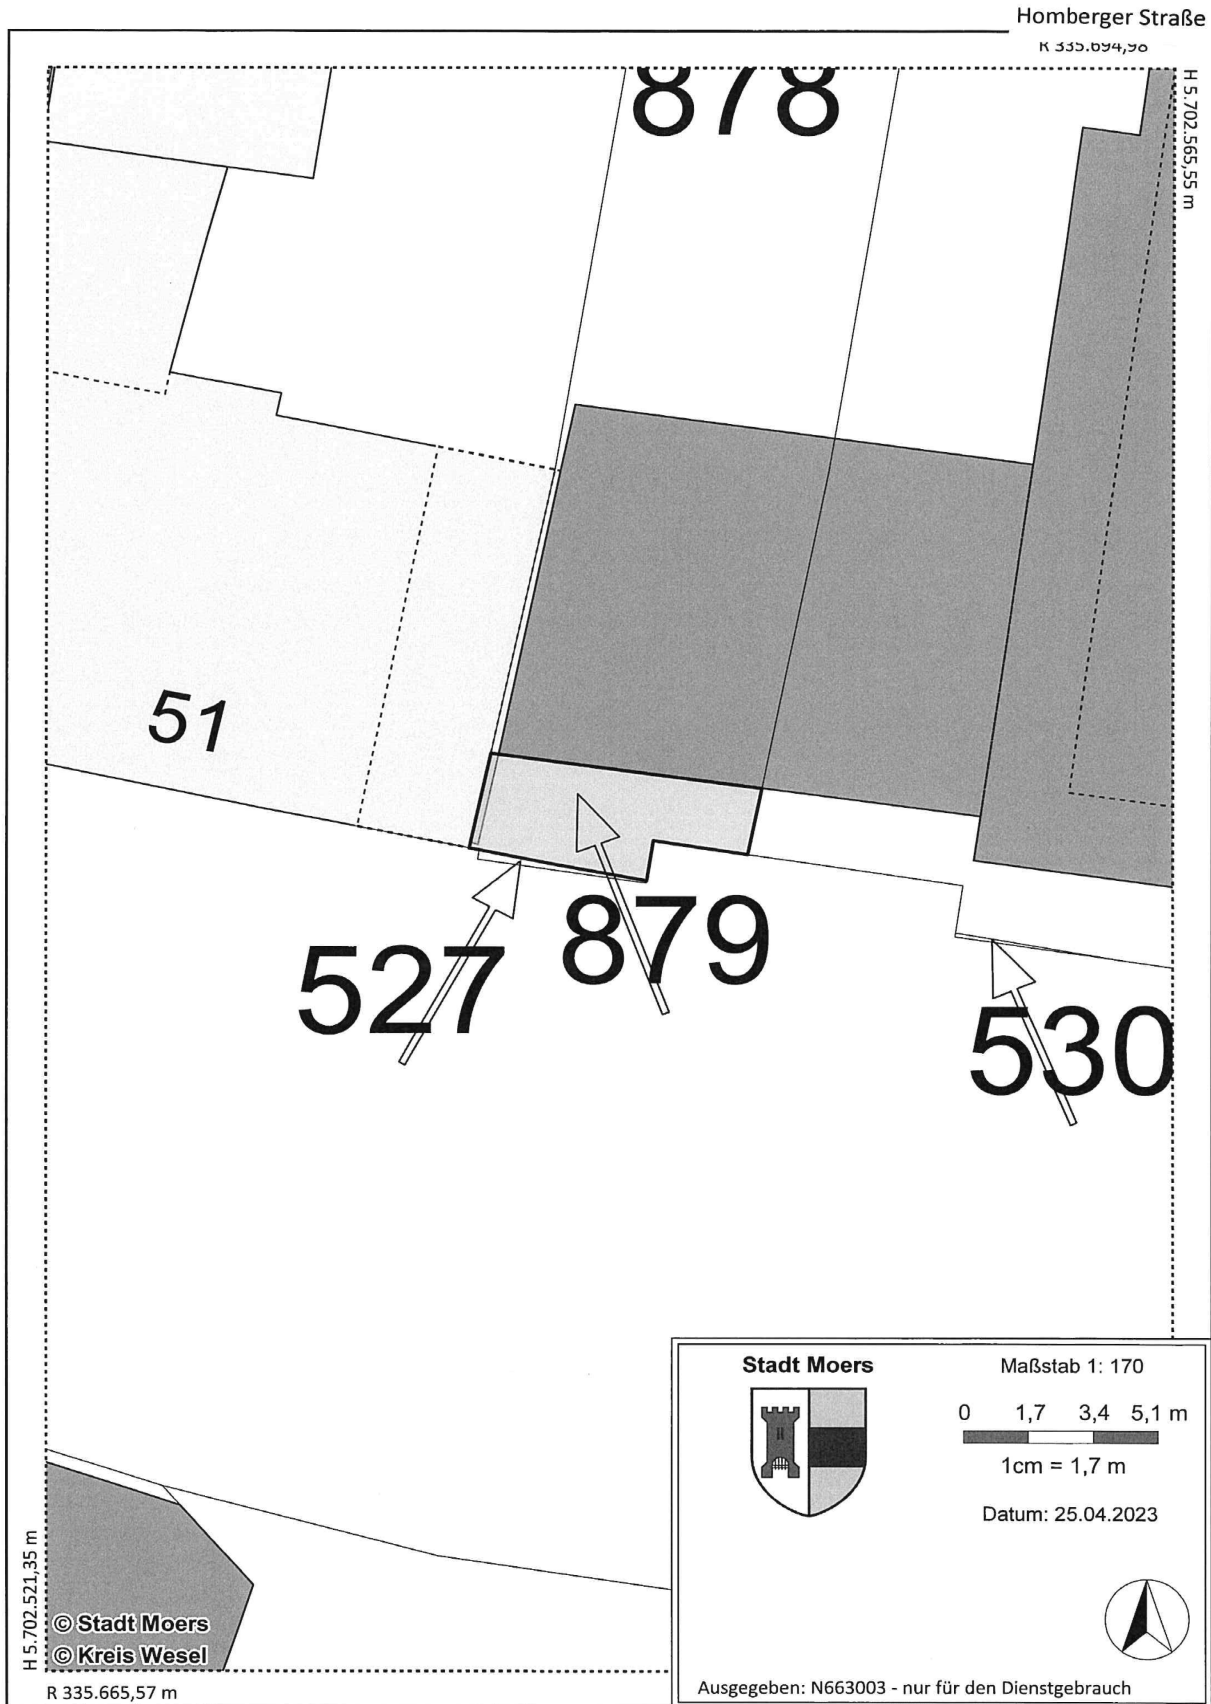 Homberger Straße
R 335.694,98
H 5.702.565,55 m
878
51
527
879
530
Stadt Moers
Maßstab 1: 170
0 1,7 3,4 5,1 m
1cm = 1,7 m
Datum: 25.04.2023
H 5.702.521,35 m
© Stadt Moers
© Kreis Wesel
R 335.665,57 m
Ausgegeben: N663003 - nur für den Dienstgebrauch